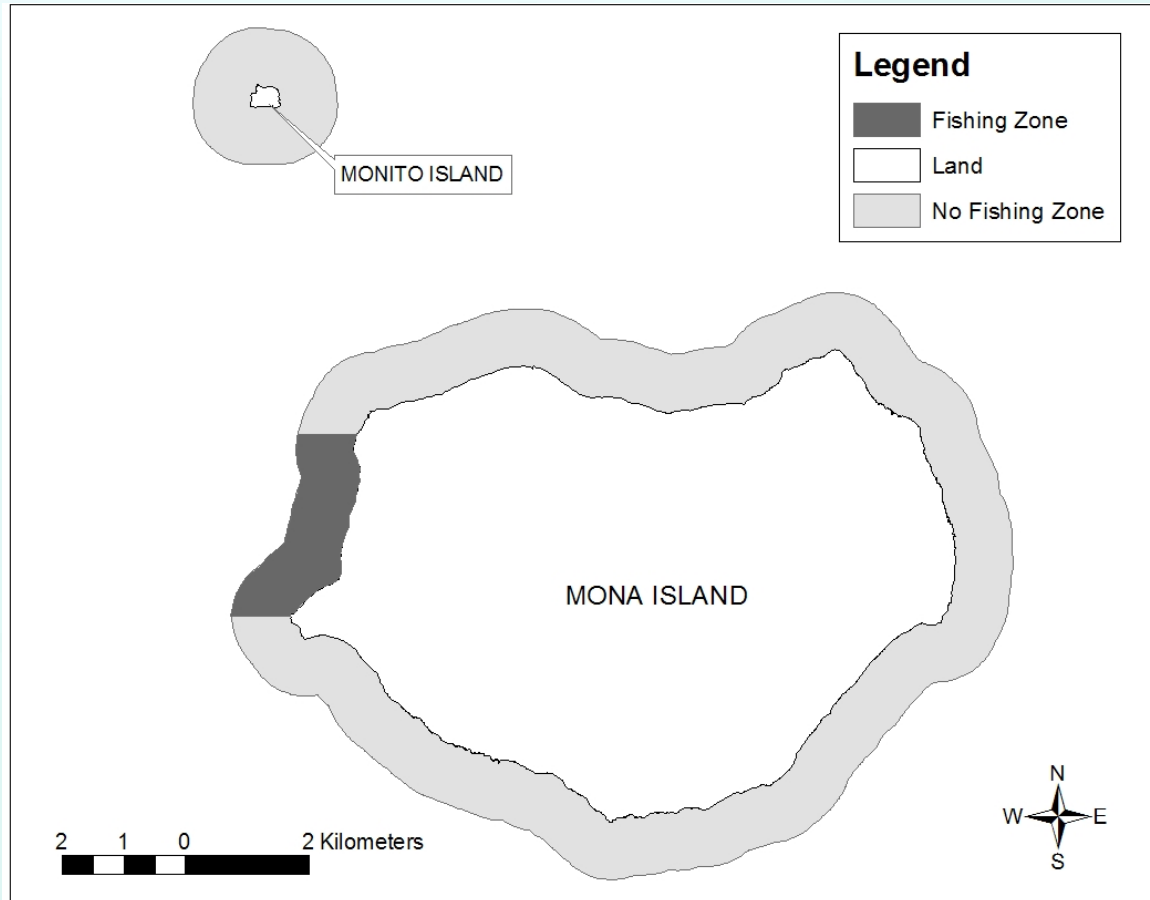 Legend
Fishing Zone
Land
No Fishing Zone
MONITO ISLAND
MONA ISLAND
N
W E
S
2 1 0 2 Kilometers